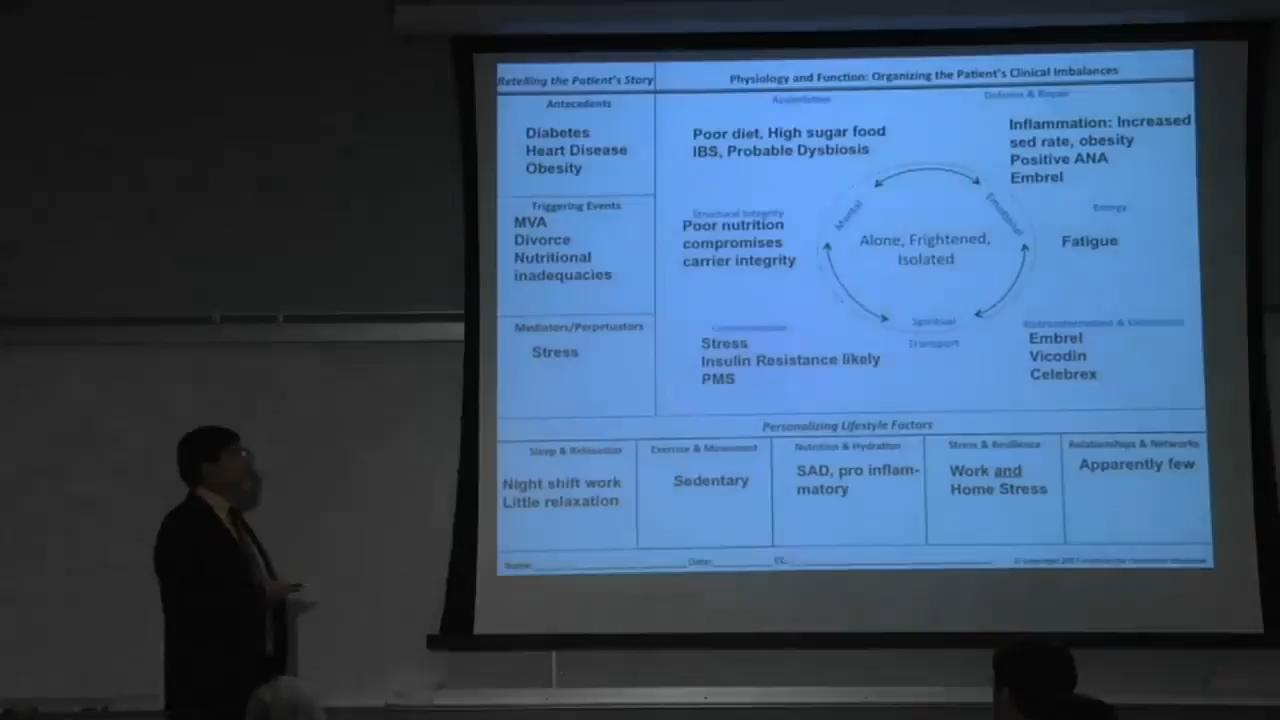 Retelling the Patient's Story
Physiology and Function: Organizing the Patient's Clinical Imbalances
Antecedents
Diabetes
Heart Disease
Obesity
Triggering Events
MVA
Divorce
Nutritional
inadequacies
Mediators/Perpetuators
Stress
Assimilation
Poor diet, High sugar food
IBS, Probable Dysbiosis
Defense & Repair
Inflammation: Increased
sed rate, obesity
Positive ANA
Embrel
Structural Integrity
Poor nutrition
compromises
carrier integrity
Mental
Emotional
Alone, Frightened,
Isolated
Spiritual
Energy
Fatigue
Communication
Stress
Insulin Resistance likely
PMS
Transport
Biotransformation & Elimination
Embrel
Vicodin
Celebrex
Personalizing Lifestyle Factors
Sleep & Relaxation
Night shift work
Little relaxation
Exercise & Movement
Sedentary
Nutrition & Hydration
SAD, pro inflam-
matory
Stress & Resilience
Work and
Home Stress
Relationships & Networks
Apparently few
Name: Date: CC: